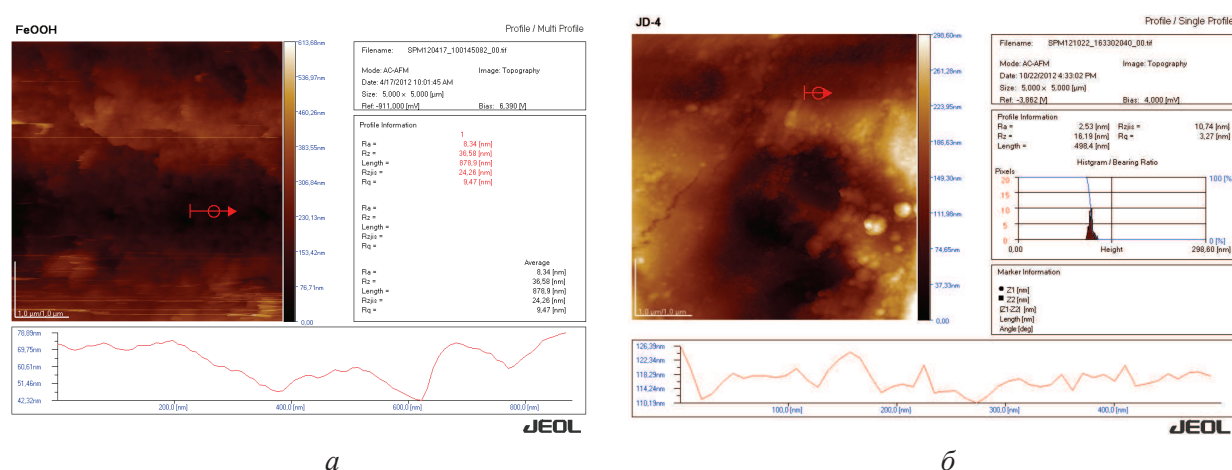 FeOOH
Profile / Multi Profile
613,68nm
536,97nm
460,26nm
383,55nm
306,84nm
230,13nm
153,42nm
76,71nm
0.00
1.0 µm/1.0 µm
Filename: SPM120417_100145082_00.tif
Mode: AC-AFM Image: Topography
Date: 4/17/2012 10:01:45 AM
Size: 5,000 x 5,000 [µm]
Ref: -911,000 [mV] Bias: 6,390 [mV]
Profile Information
1
Ra = 8,34 [nm]
Rz = 36,58 [nm]
Length = 878,9 [nm]
Rzjis = 24,26 [nm]
Rq = 9,47 [nm]
Ra =
Rz =
Length =
Rzjis =
Rq =
Average
Ra = 8,34 [nm]
Rz = 36,58 [nm]
Length = 878,9 [nm]
Rzjis = 24,26 [nm]
Rq = 9,47 [nm]
78,89nm
69,75nm
60,61nm
51,46nm
42,32nm
200,0 [nm] 400,0 [nm] 600,0 [nm] 800,0 [nm]
JEOL
а
JD-4
Profile / Single Profile
298,60nm
261,28nm
223,95nm
186,63nm
149,30nm
111,98nm
74,65nm
37,33nm
0.00
1.0 µm/1.0 µm
Filename: SPM121022_163302040_00.tif
Mode: AC-AFM Image: Topography
Date: 10/22/2012 4:33:02 PM
Size: 5,000 x 5,000 [µm]
Ref: -3,862 [V] Bias: 4,000 [mV]
Profile Information
Ra = 2,53 [nm] Rzjis = 10,74 [nm]
Rz = 16,19 [nm] Rq = 3,27 [nm]
Length = 498,4 [nm]
Histgram / Bearing Ratio
Pixels
20 100 [%]
15
10
5
0 0 [%]
0,00 Height 298,60 [nm]
Marker Information
Z1 [nm]
Z2 [nm]
|Z1-Z2| [nm]
Length [nm]
Angle [deg]
126,39nm
122,34nm
118,29nm
114,24nm
110,19nm
100,0 [nm] 200,0 [nm] 300,0 [nm] 400,0 [nm]
JEOL
б